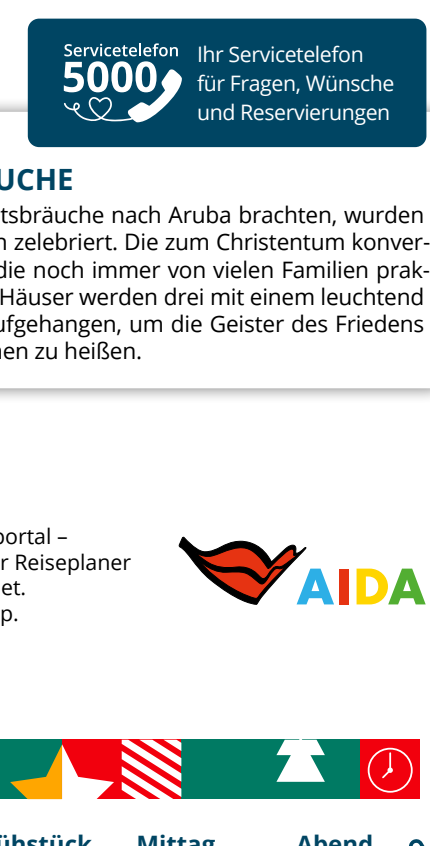 Servicetelefon
5000
Ihr Servicetelefon
für Fragen, Wünsche
und Reservierungen
UCHE
tsbräuche nach Aruba brachten, wurden
n zelebriert. Die zum Christentum konver-
die noch immer von vielen Familien prak-
Häuser werden drei mit einem leuchtend
ufgehangen, um die Geister des Friedens
en zu heißen.
portal –
r Reiseplaner
et.
p.
AIDA
ühstück Mittag Abend